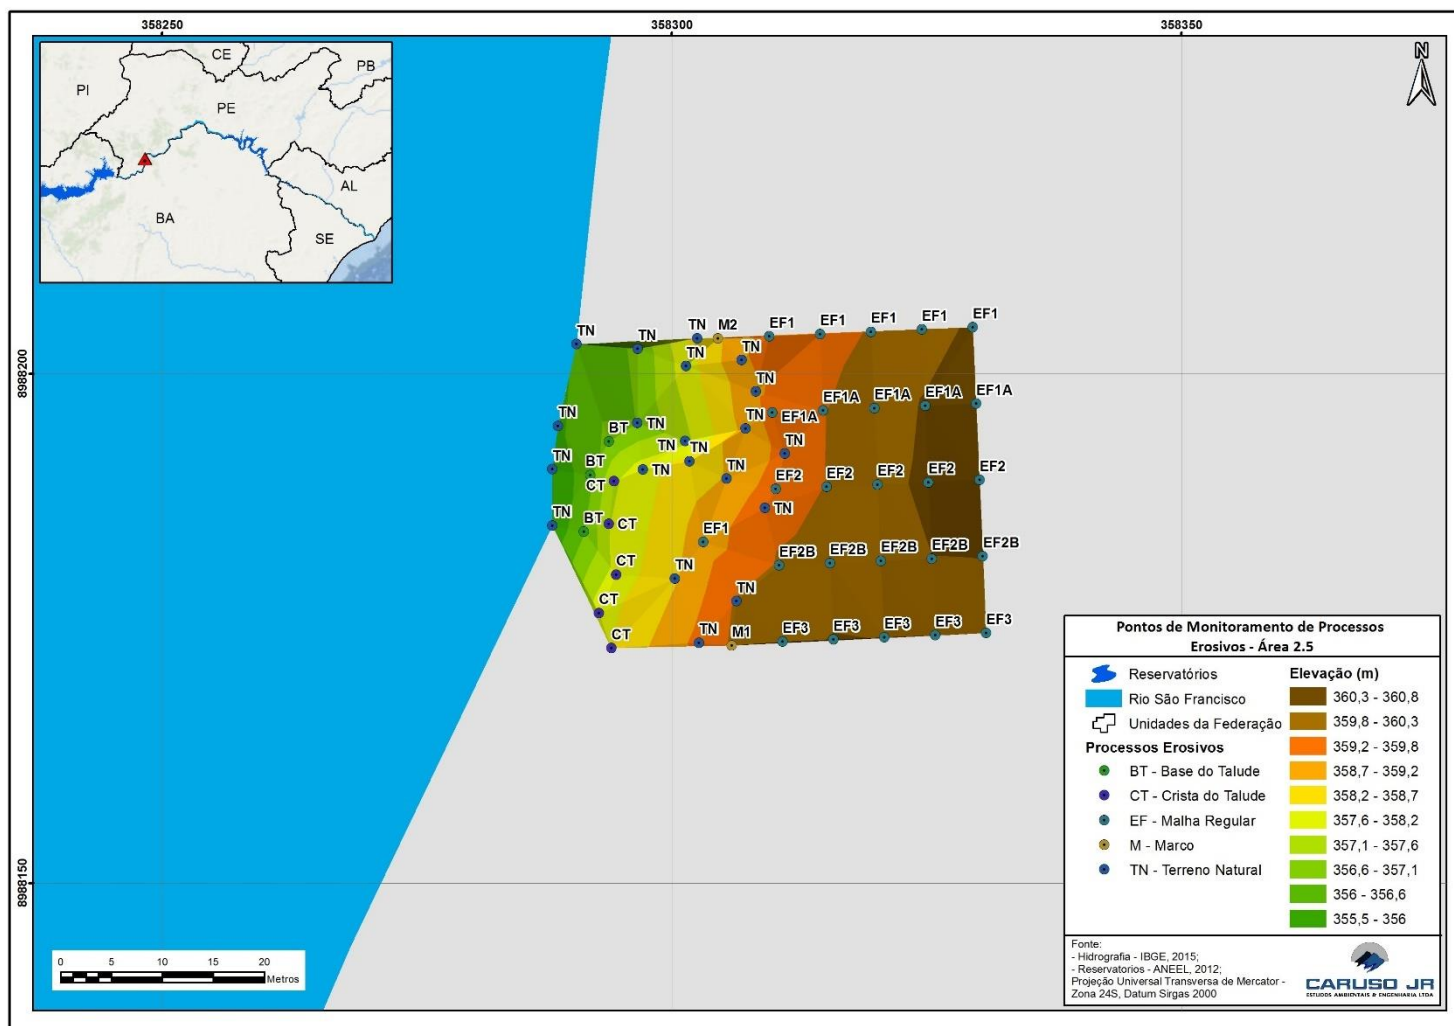 358250
358300
358350
CE
PB
PI
PE
AL
BA
SE
8988200
8988150
TN
TN
TN
M2
EF1
EF1
EF1
EF1
EF1
TN
TN
TN
EF1A
EF1A
EF1A
EF1A
EF1A
TN
TN
TN
BT
TN
TN
TN
TN
BT
TN
TN
CT
EF2
EF2
EF2
EF2
EF2
TN
TN
BT
CT
EF1
EF2B
EF2B
EF2B
EF2B
EF2B
CT
TN
CT
TN
CT
TN
M1
EF3
EF3
EF3
EF3
EF3
Pontos de Monitoramento de Processos
Erosivos - Área 2.5
Reservatórios
Rio São Francisco
Unidades da Federação
Processos Erosivos
BT - Base do Talude
CT - Crista do Talude
EF - Malha Regular
M - Marco
TN - Terreno Natural
Elevação (m)
360,3 - 360,8
359,8 - 360,3
359,2 - 359,8
358,7 - 359,2
358,2 - 358,7
357,6 - 358,2
357,1 - 357,6
356,6 - 357,1
356 - 356,6
355,5 - 356
Fonte:
- Hidrografia - IBGE, 2015;
- Reservatorios - ANEEL, 2012;
Projeção Universal Transversa de Mercator -
Zona 24S, Datum Sirgas 2000
CARUSO JR
ESTUDOS AMBIENTAIS & ENGENHARIA LTDA
0 5 10 15 20
Metros
N